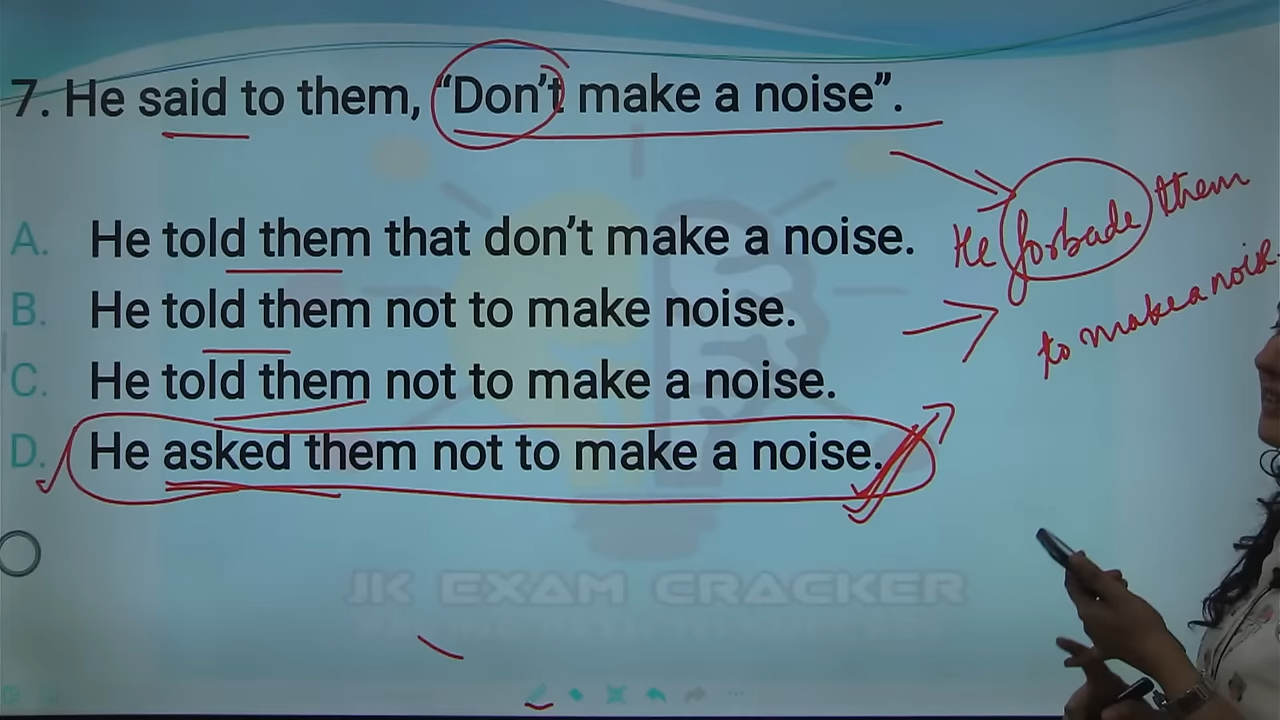 7. He said to them, “Don’t make a noise”.
A. He told them that don’t make a noise.
B. He told them not to make noise.
C. He told them not to make a noise.
D. He asked them not to make a noise.
He forbade them
to make a noise.
JK EXAM CRACKER